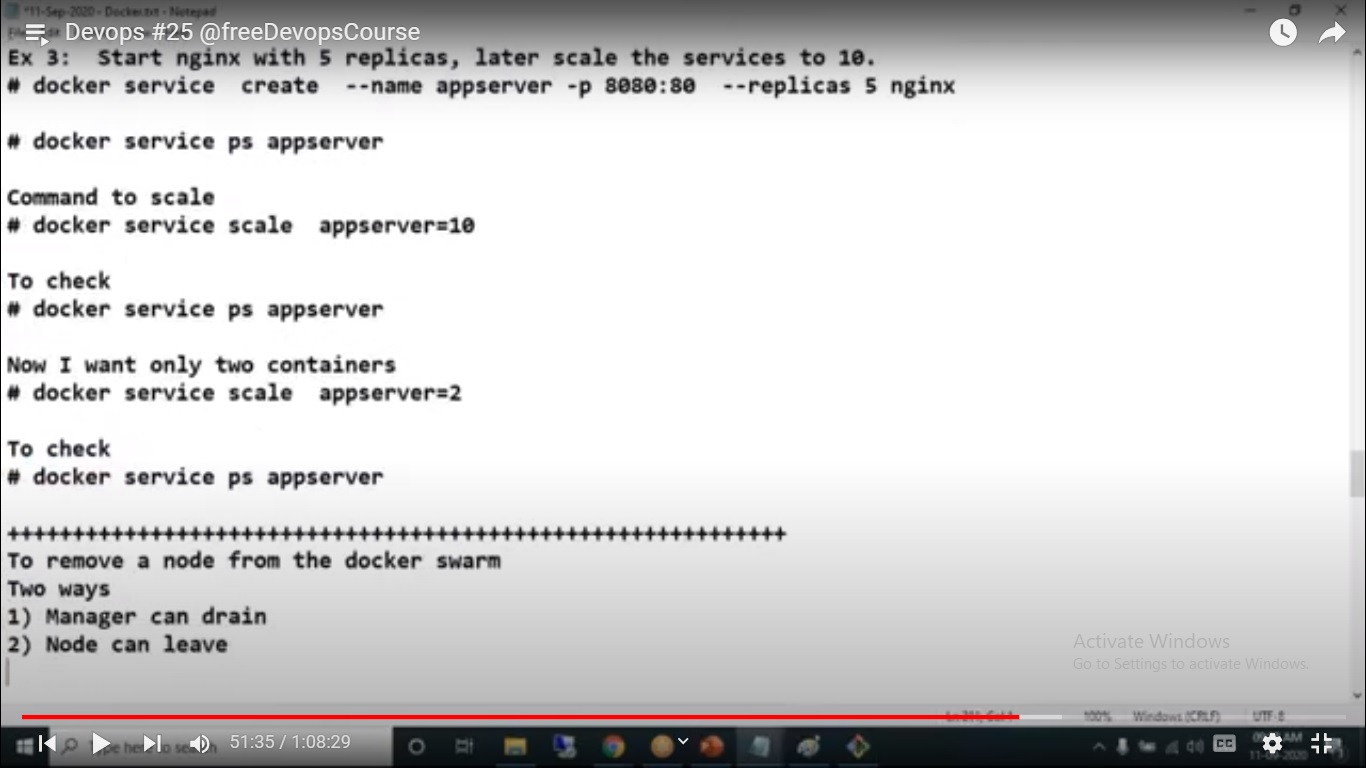 *11-Sep-2020 - Docker.txt - Notepad
Devops #25 @freeDevopsCourse
Ex 3:  Start nginx with 5 replicas, later scale the services to 10.
# docker service  create  --name appserver -p 8080:80  --replicas 5 nginx
# docker service ps appserver
Command to scale
# docker service scale  appserver=10
To check
# docker service ps appserver
Now I want only two containers
# docker service scale  appserver=2
To check
# docker service ps appserver
++++++++++++++++++++++++++++++++++++++++++++++++++++++++++++
To remove a node from the docker swarm
Two ways
1) Manager can drain
2) Node can leave
Activate Windows
Go to Settings to activate Windows.
100% Windows (CRLF) UTF-8
51:35 / 1:08:29
CC
11-09-2020